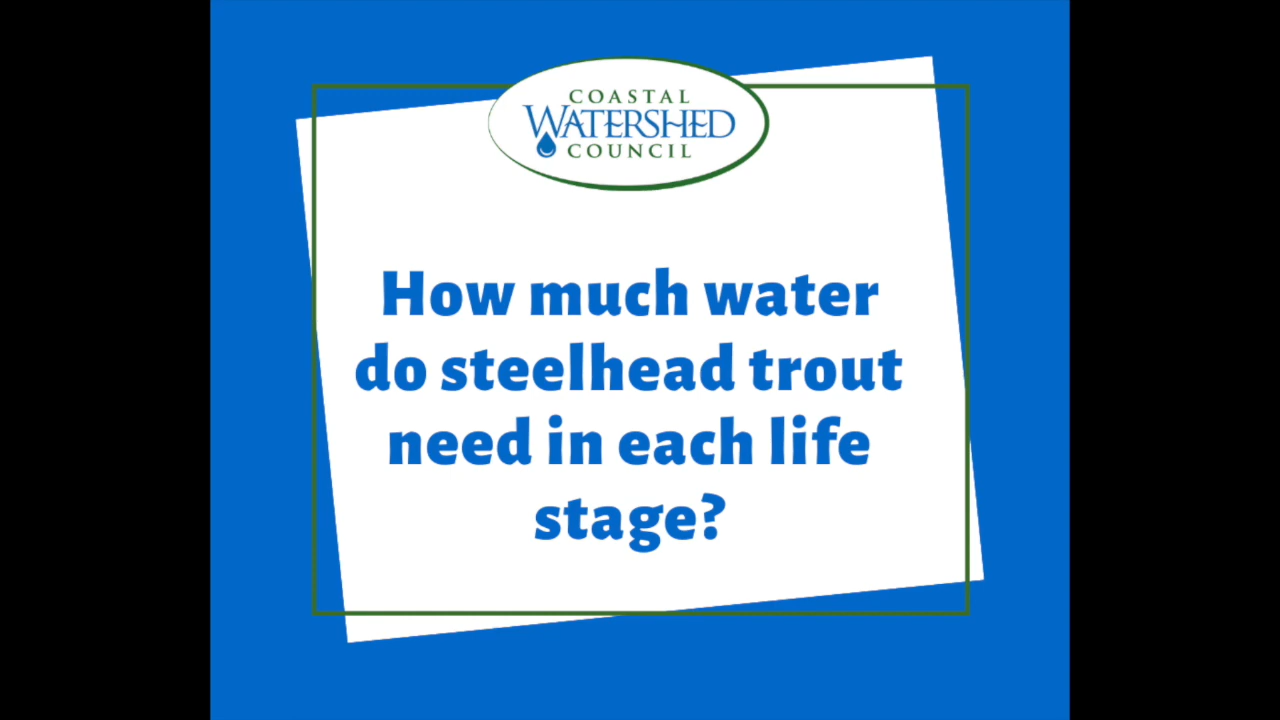 COASTAL
WATERSHED
COUNCIL
How much water
do steelhead trout
need in each life
stage?